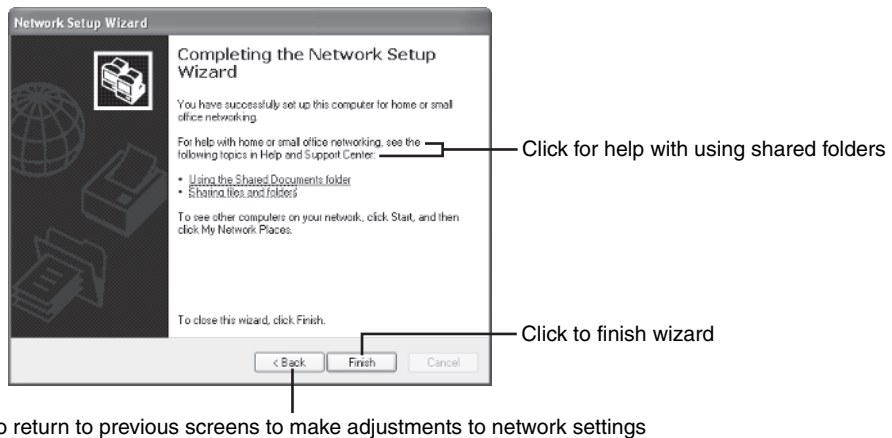 Network Setup Wizard
Completing the Network Setup
Wizard
You have successfully set up this computer for home or small
office networking.
For help with home or small office networking, see the
following topics in Help and Support Center:
• Using the Shared Documents folder
• Sharing files and folders
To see other computers on your network, click Start, and then
click My Network Places.
To close this wizard, click Finish.
< Back Finish Cancel
Click for help with using shared folders
Click to finish wizard
o return to previous screens to make adjustments to network settings